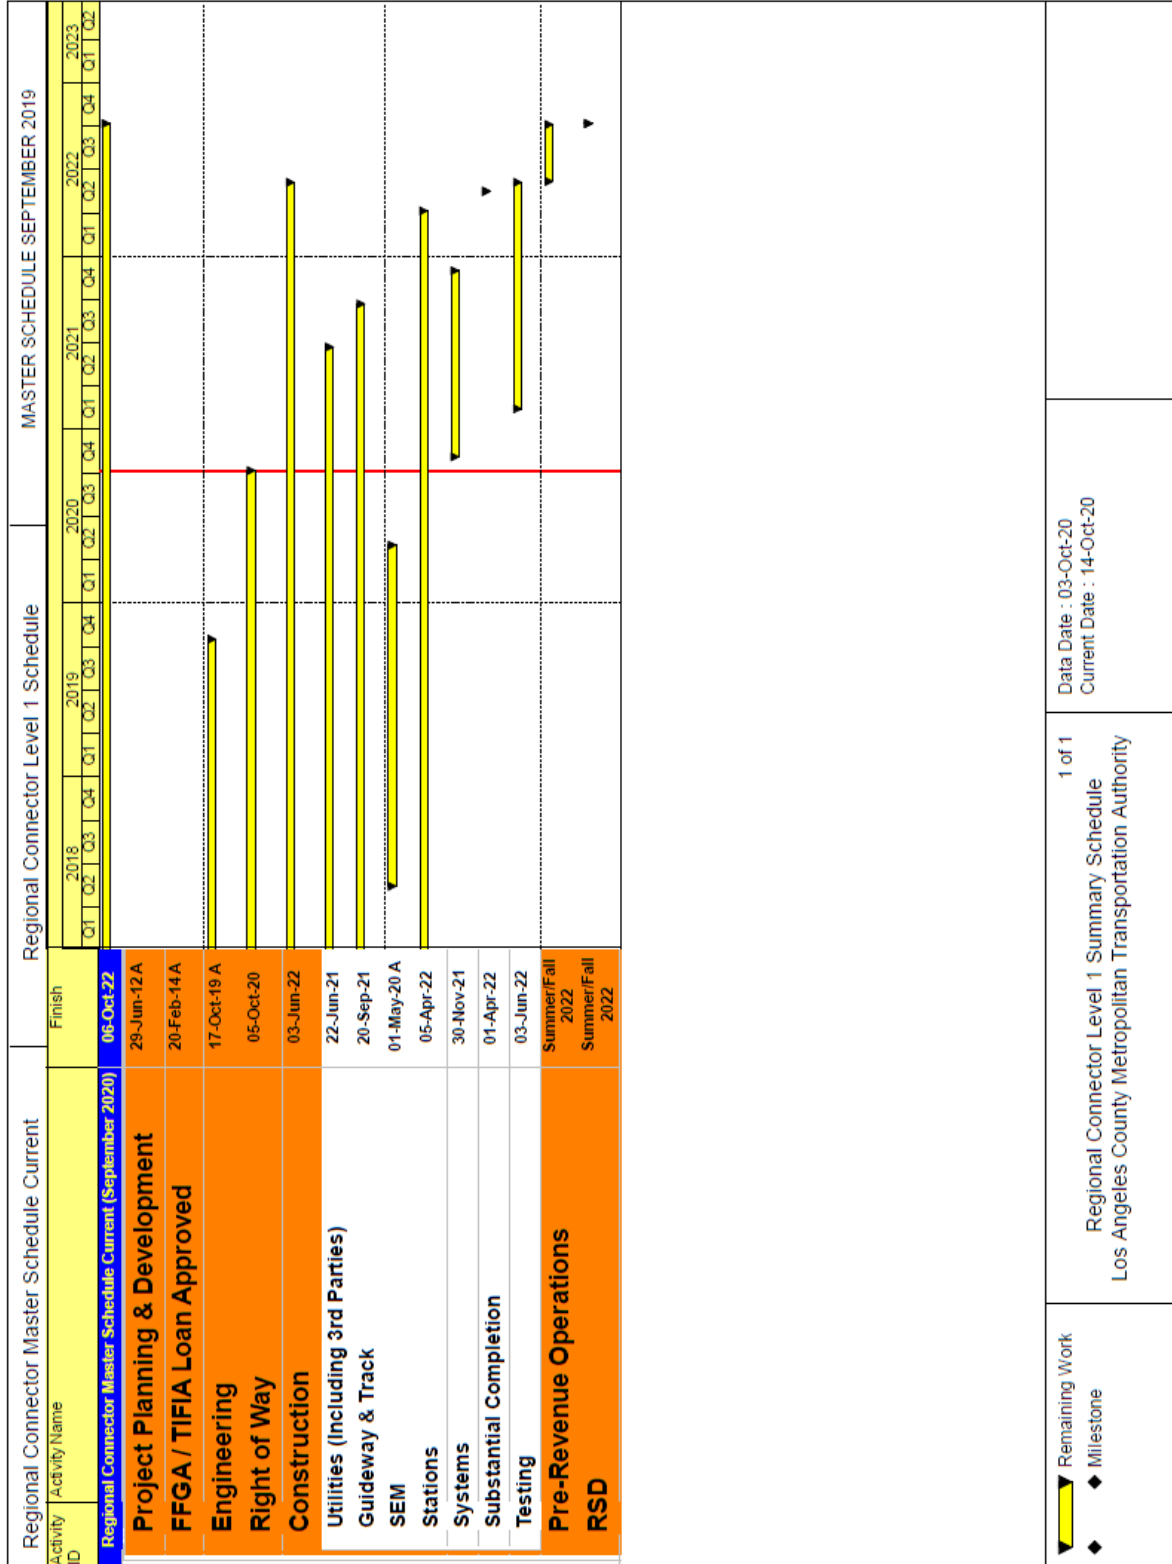 Regional Connector Master Schedule Current
Regional Connector Level 1 Schedule
MASTER SCHEDULE SEPTEMBER 2019
Activity ID
Activity Name
Finish
2018
2019
2020
2021
2022
2023
Q1 Q2 Q3 Q4 Q1 Q2 Q3 Q4 Q1 Q2 Q3 Q4 Q1 Q2 Q3 Q4 Q1 Q2 Q3 Q4 Q1 Q2
Regional Connector Master Schedule Current (September 2020) 06-Oct-22
Project Planning & Development 29-Jun-12 A
FFGA / TIFIA Loan Approved 20-Feb-14 A
Engineering 17-Oct-19 A
Right of Way 05-Oct-20
Construction 03-Jun-22
Utilities (Including 3rd Parties) 22-Jun-21
Guideway & Track 20-Sep-21
SEM 01-May-20 A
Stations 05-Apr-22
Systems 30-Nov-21
Substantial Completion 01-Apr-22
Testing 03-Jun-22
Pre-Revenue Operations Summer/Fall 2022
RSD Summer/Fall 2022
Remaining Work
Milestone
1 of 1
Regional Connector Level 1 Summary Schedule
Los Angeles County Metropolitan Transportation Authority
Data Date : 03-Oct-20
Current Date : 14-Oct-20